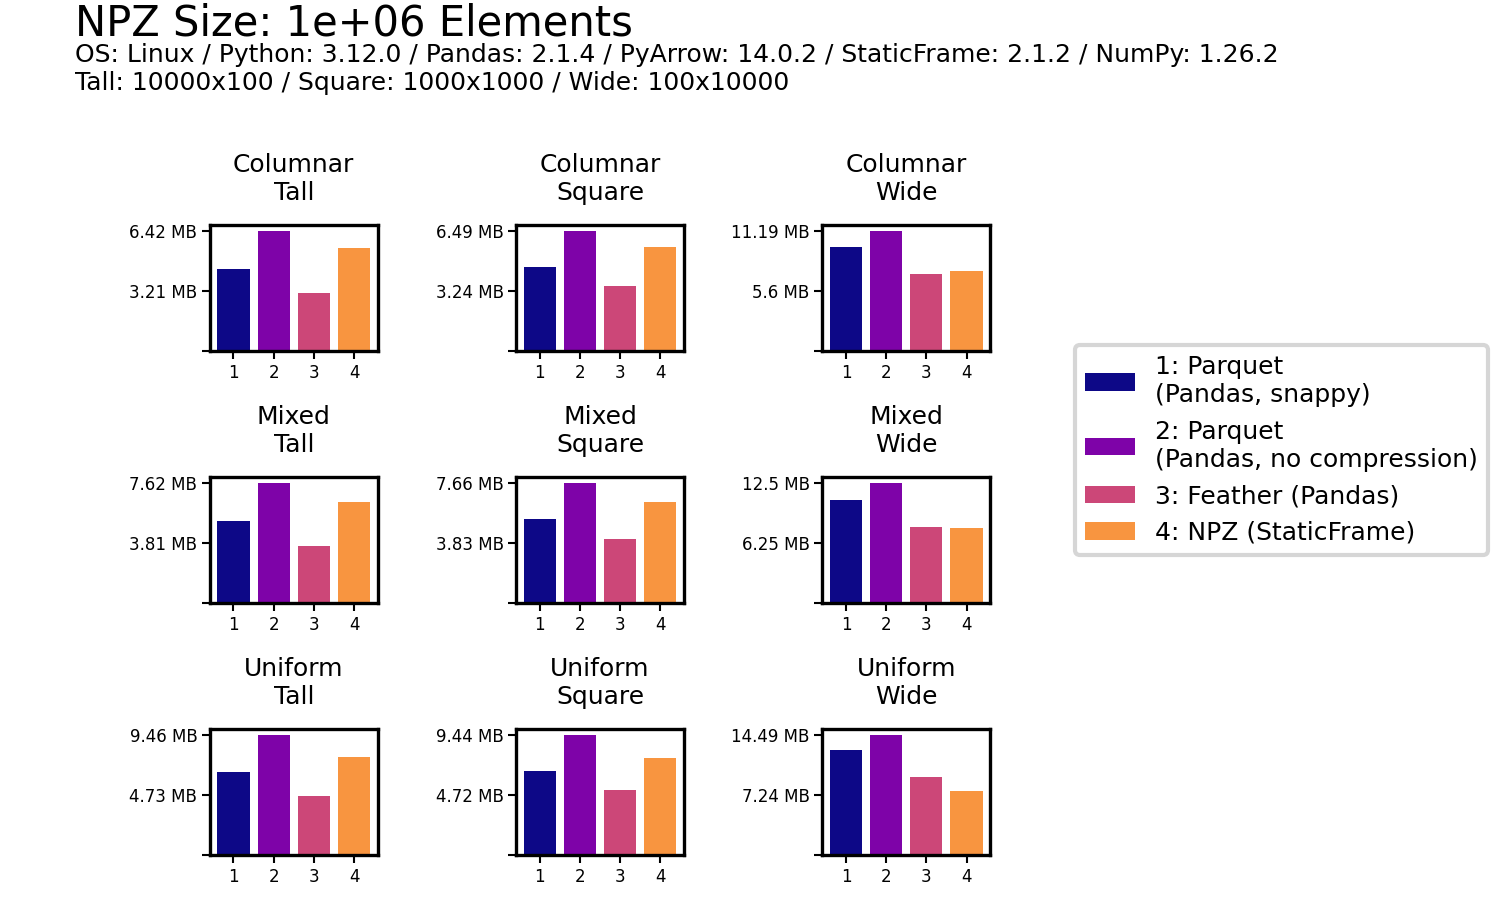 NPZ Size: 1e+06 Elements
OS: Linux / Python: 3.12.0 / Pandas: 2.1.4 / PyArrow: 14.0.2 / StaticFrame: 2.1.2 / NumPy: 1.26.2
Tall: 10000x100 / Square: 1000x1000 / Wide: 100x10000
Columnar
Tall
6.42 MB
3.21 MB
1 2 3 4
Columnar
Square
6.49 MB
3.24 MB
1 2 3 4
Columnar
Wide
11.19 MB
5.6 MB
1 2 3 4
Mixed
Tall
7.62 MB
3.81 MB
1 2 3 4
Mixed
Square
7.66 MB
3.83 MB
1 2 3 4
Mixed
Wide
12.5 MB
6.25 MB
1 2 3 4
Uniform
Tall
9.46 MB
4.73 MB
1 2 3 4
Uniform
Square
9.44 MB
4.72 MB
1 2 3 4
Uniform
Wide
14.49 MB
7.24 MB
1 2 3 4
1: Parquet
(Pandas, snappy)
2: Parquet
(Pandas, no compression)
3: Feather (Pandas)
4: NPZ (StaticFrame)